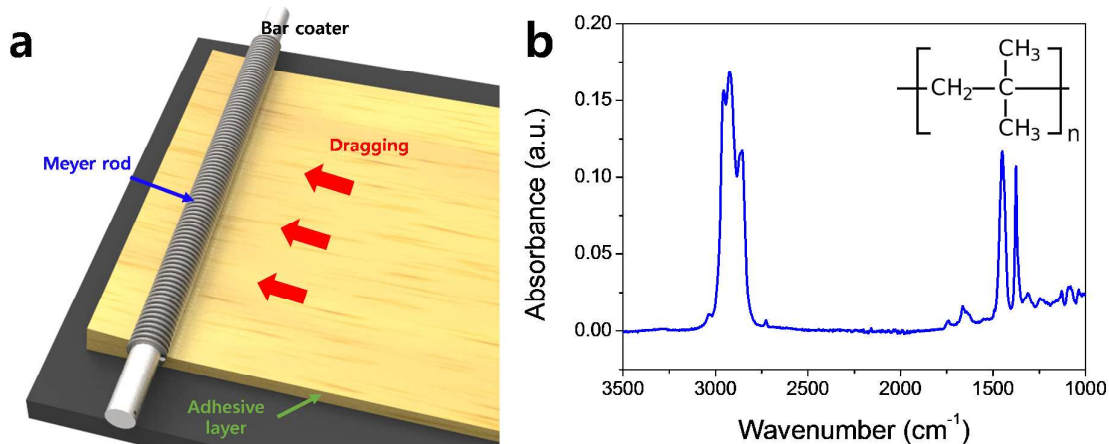 a
Bar coater
Meyer rod
Dragging
Adhesive
layer
b
Absorbance (a.u.)
0.20
0.15
0.10
0.05
0.00
CH₃
CH₂
C
CH₃
n
3500
3000
2500
2000
1500
1000
Wavenumber (cm⁻¹)